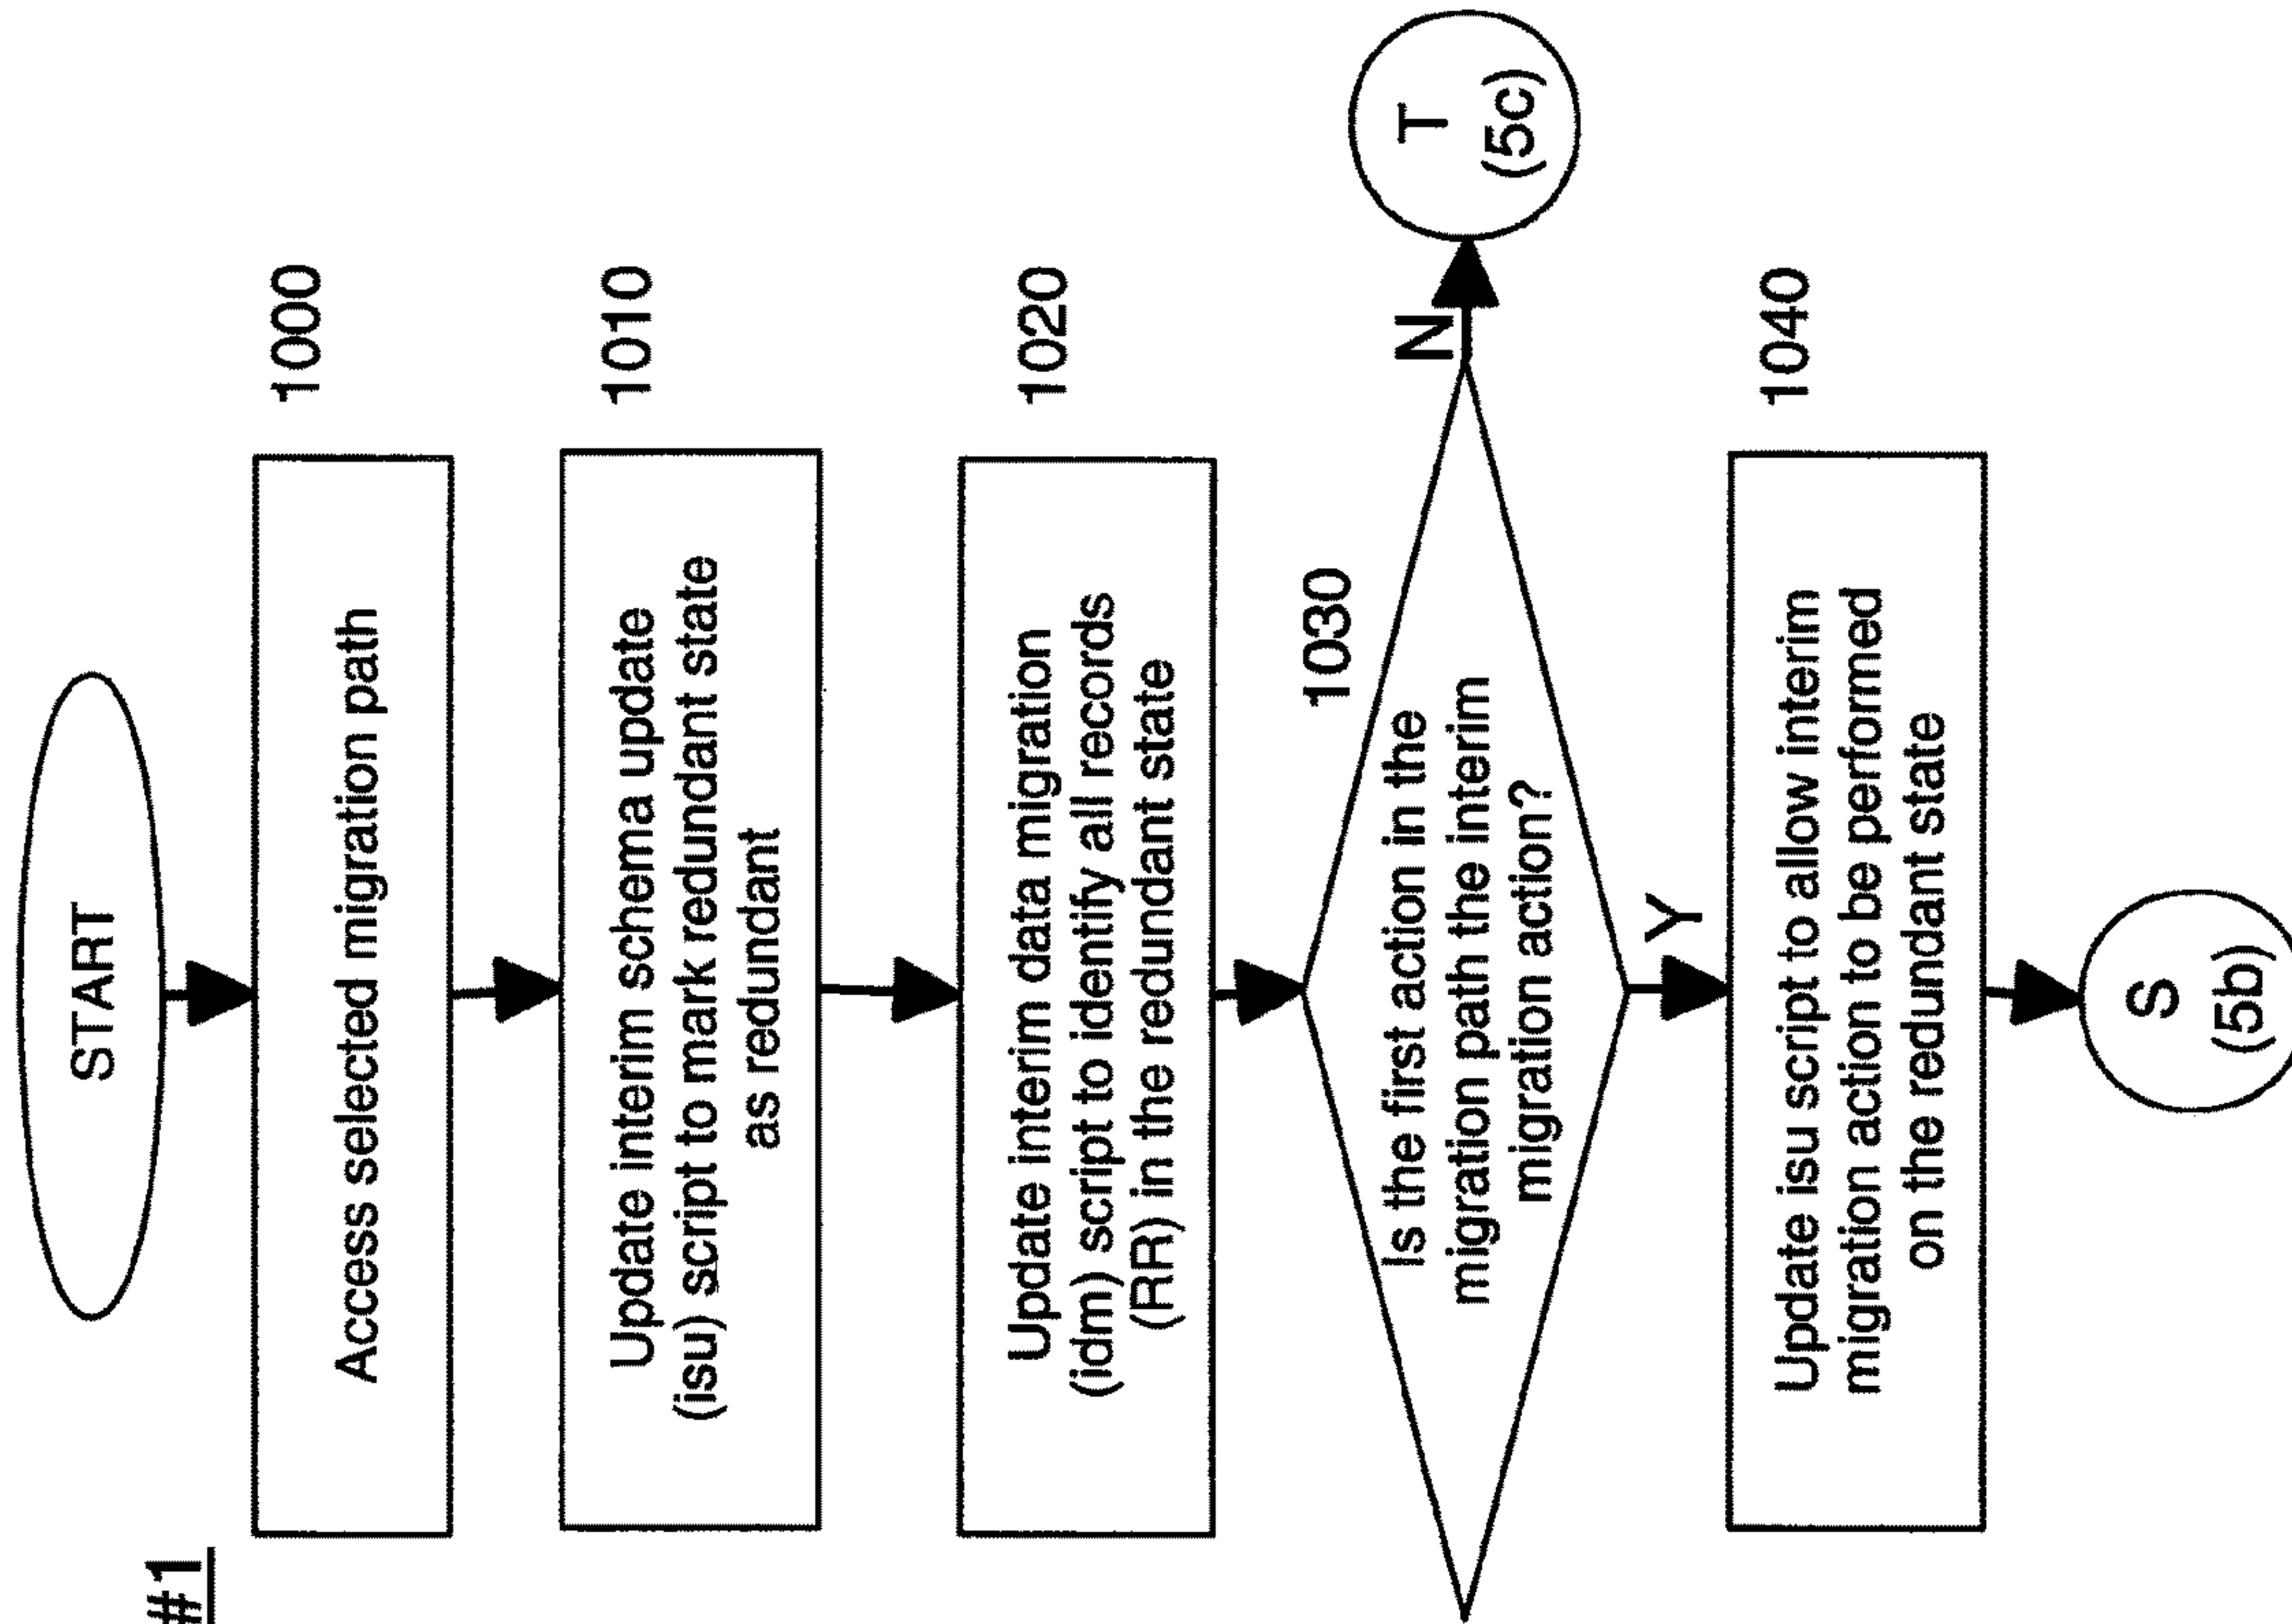 #1
START
1000
Access selected migration path
1010
Update interim schema update
(isu) script to mark redundant state
as redundant
1020
Update interim data migration
(idm) script to identify all records
(RR) in the redundant state
1030
Is the first action in the
migration path the interim
migration action?
N
T
(5c)
Y
1040
Update isu script to allow interim
migration action to be performed
on the redundant state
S
(5b)